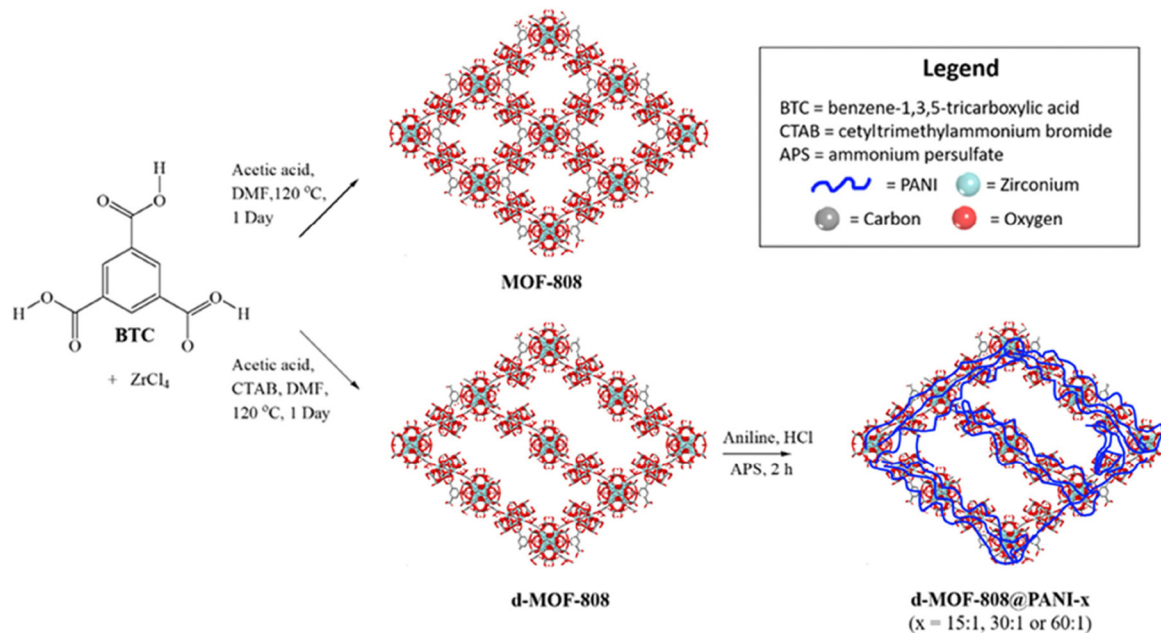 Acetic acid,
DMF,120 °C,
1 Day
MOF-808
Legend
BTC = benzene-1,3,5-tricarboxylic acid
CTAB = cetyltrimethylammonium bromide
APS = ammonium persulfate
= PANI
= Zirconium
= Carbon
= Oxygen
H
O
O
H
O
O
O
H
O
BTC
+ ZrCl₄
Acetic acid,
CTAB, DMF,
120 °C, 1 Day
d-MOF-808
Aniline, HCl
APS, 2 h
d-MOF-808@PANI-x
(x = 15:1, 30:1 or 60:1)